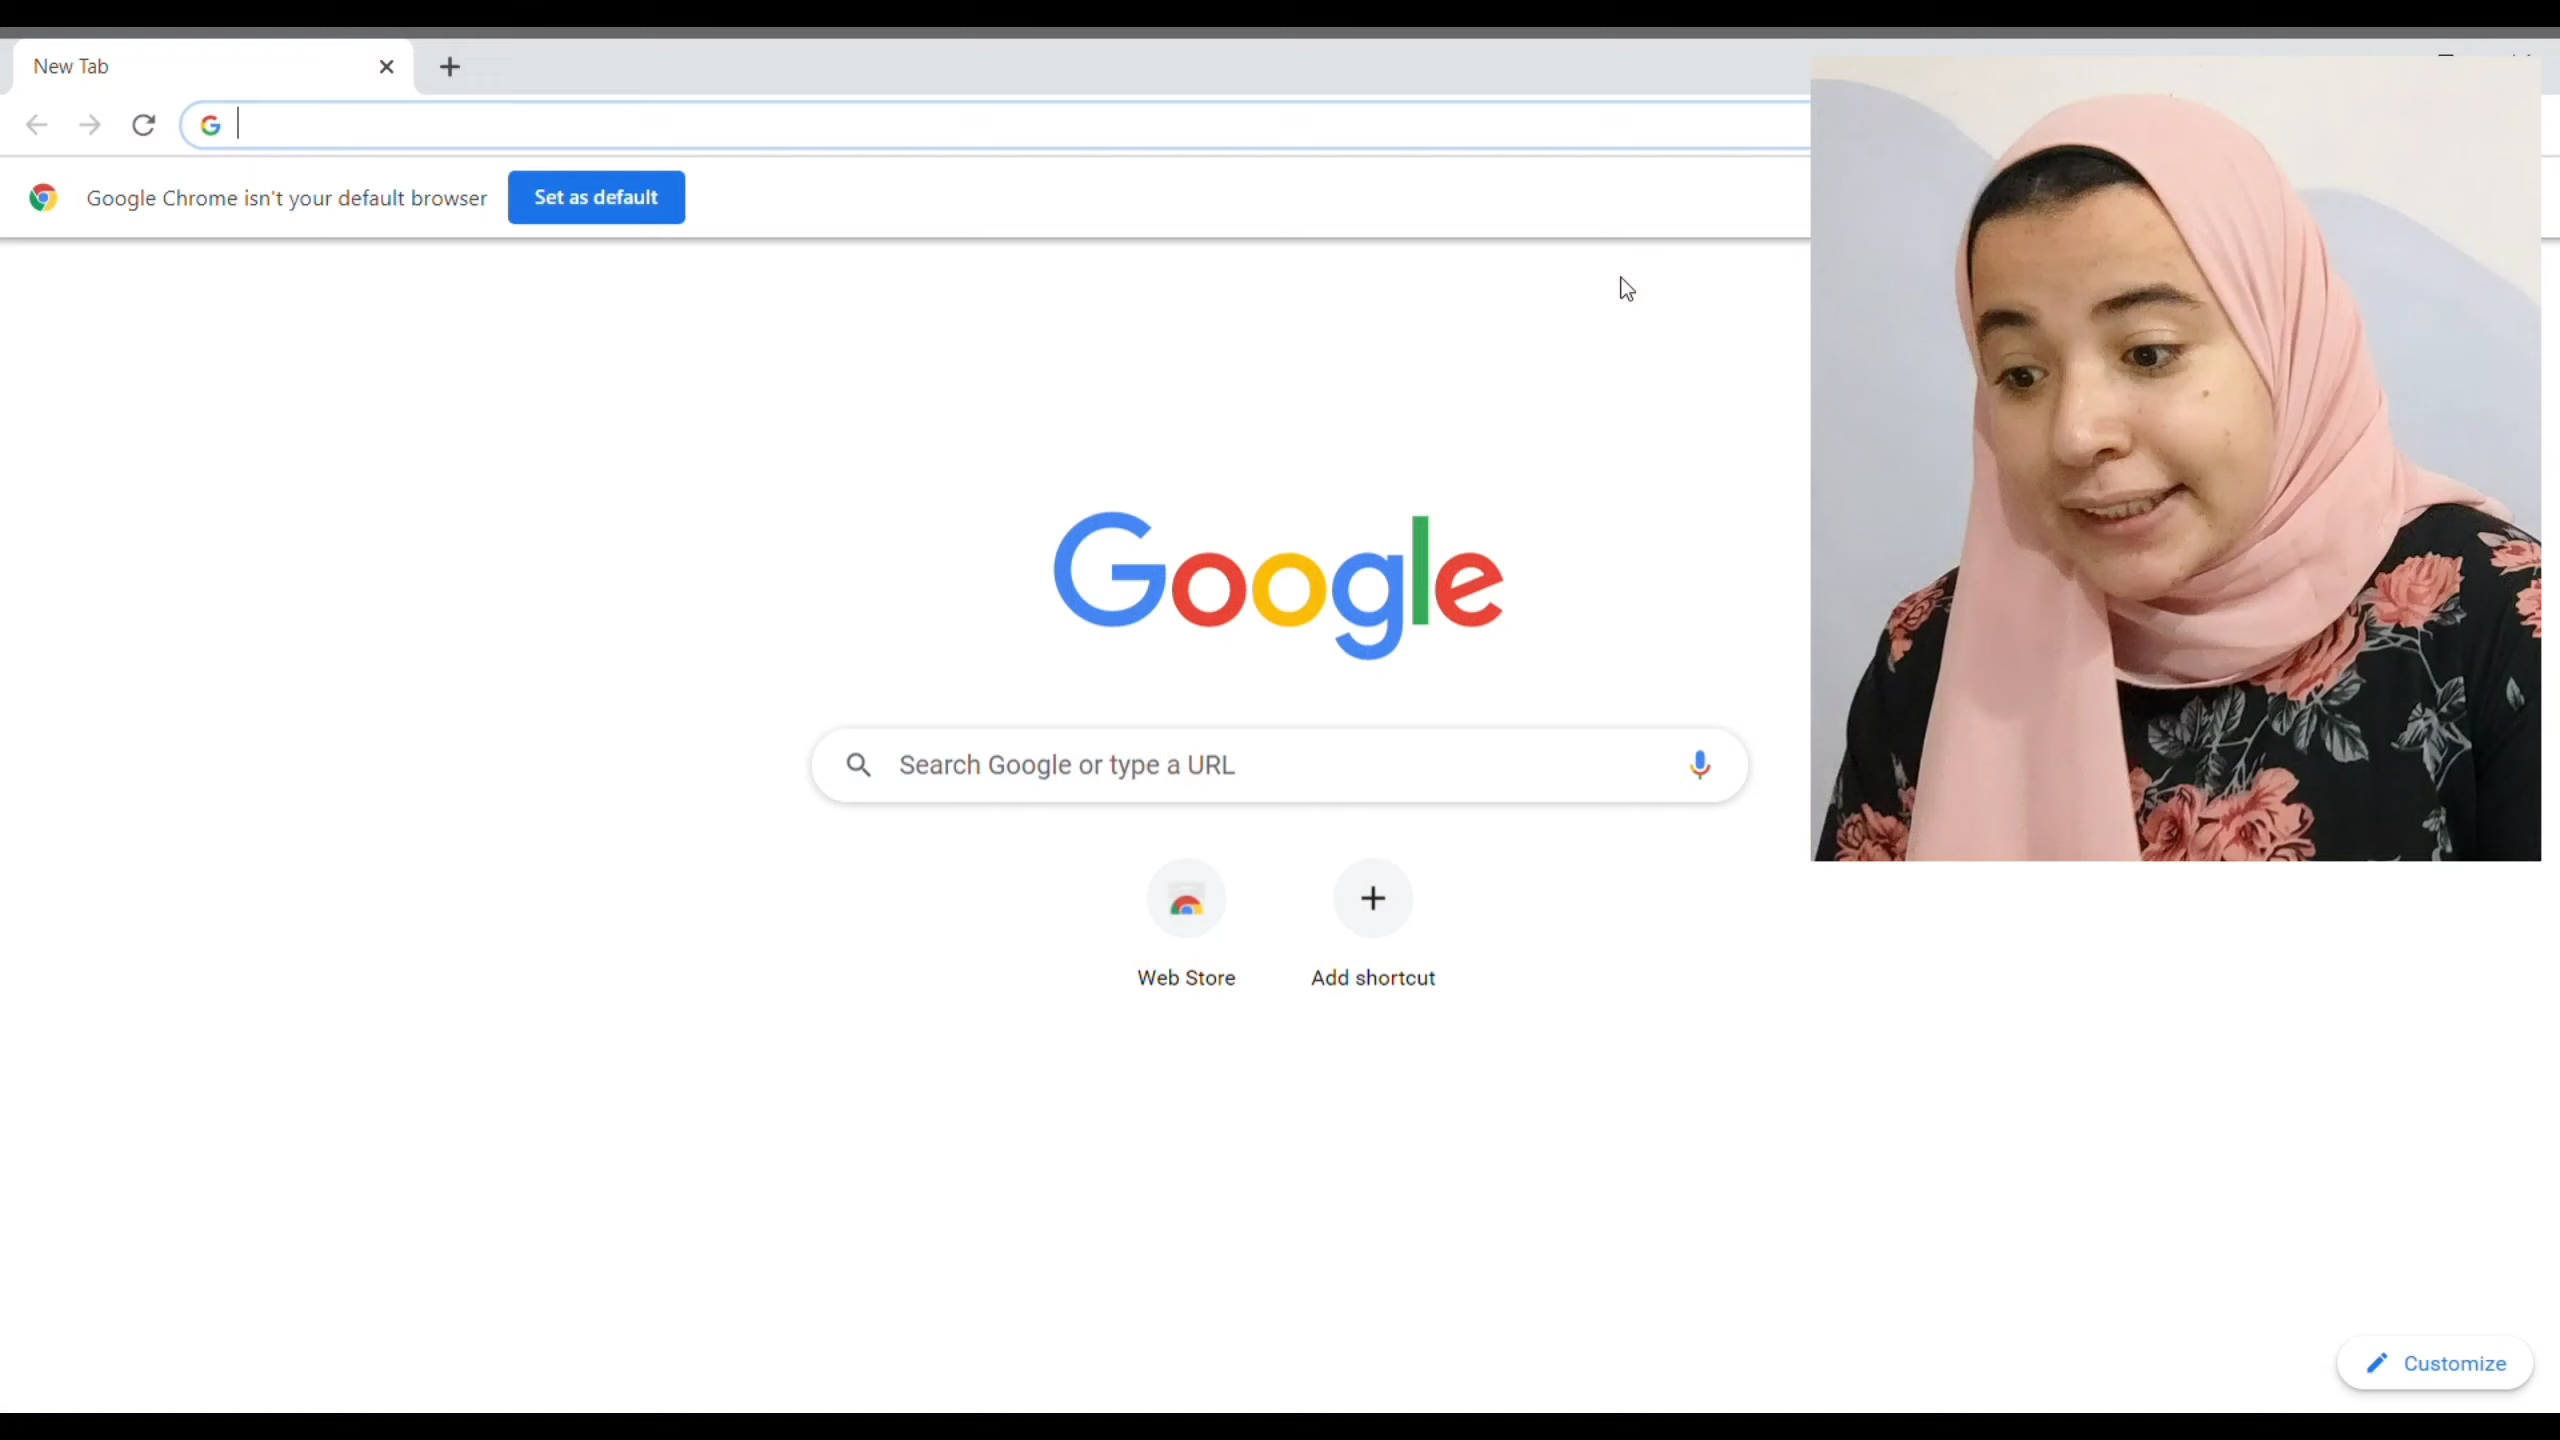 New Tab
Google Chrome isn't your default browser
Set as default
Google
Search Google or type a URL
Web Store
Add shortcut
Customize